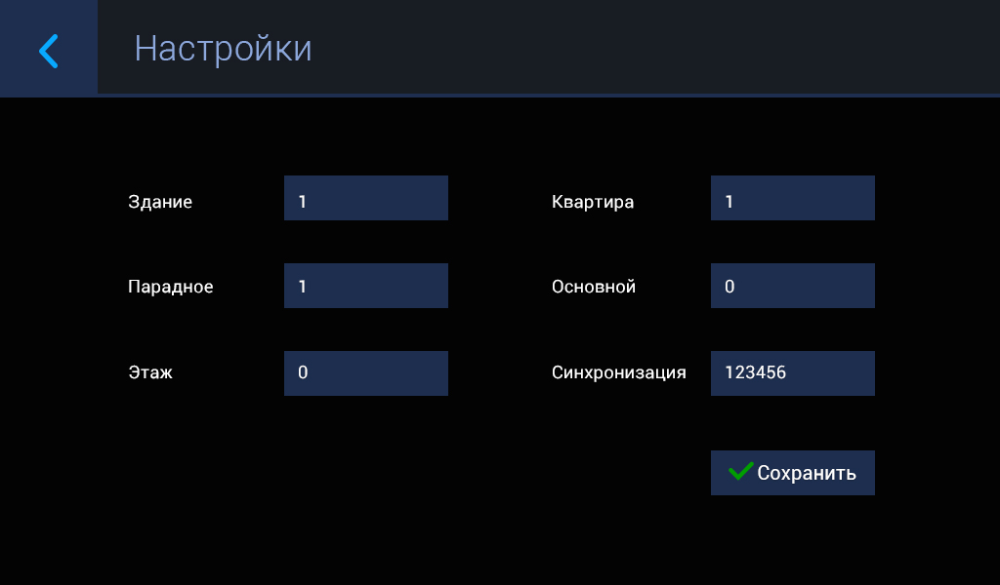 Настройки
Здание 1 Квартира 1
Парадное 1 Основной 0
Этаж 0 Синхронизация 123456
Сохранить